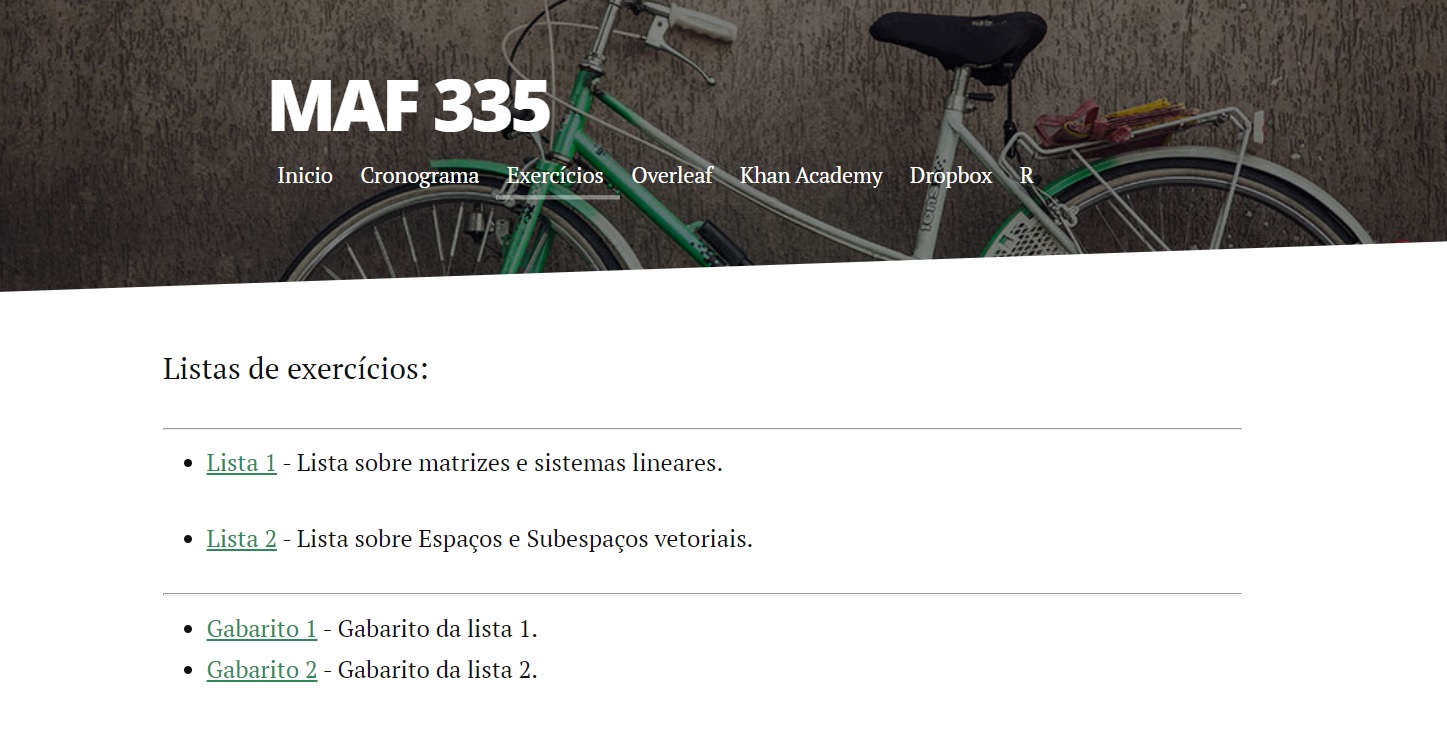 MAF 335
Inicio Cronograma Exercícios Overleaf Khan Academy Dropbox R
Listas de exercícios:
Lista 1 - Lista sobre matrizes e sistemas lineares.
Lista 2 - Lista sobre Espaços e Subespaços vetoriais.
Gabarito 1 - Gabarito da lista 1.
Gabarito 2 - Gabarito da lista 2.